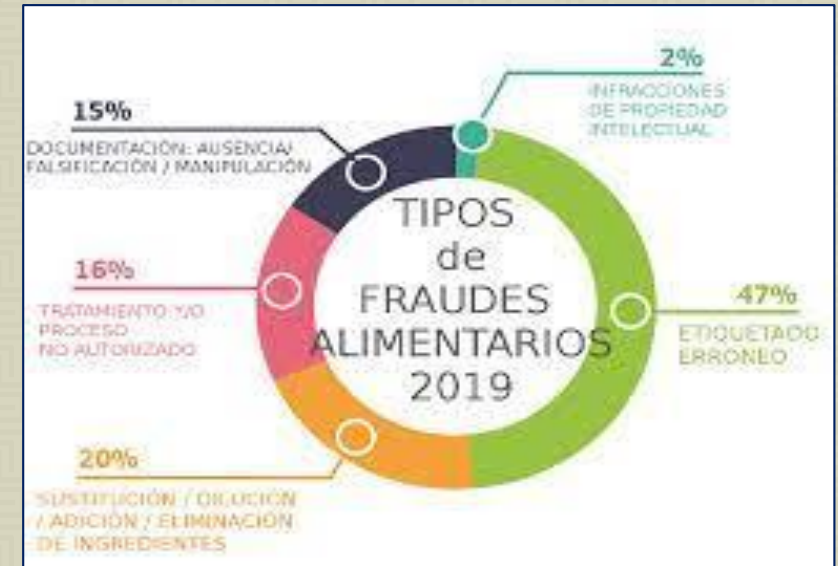 TIPOS
de
FRAUDES
ALIMENTARIOS
2019
2%
INFRACCIONES
DE PROPIEDAD
INTELECTUAL
47%
ETIQUETADO
ERRONEO
20%
SUSTITUCIÓN / DILUCIÓN
/ ADICIÓN / ELIMINACIÓN
DE INGREDIENTES
16%
TRATAMIENTO Y/O
PROCESO
NO AUTORIZADO
15%
DOCUMENTACIÓN: AUSENCIA/
FALSIFICACIÓN / MANIPULACIÓN